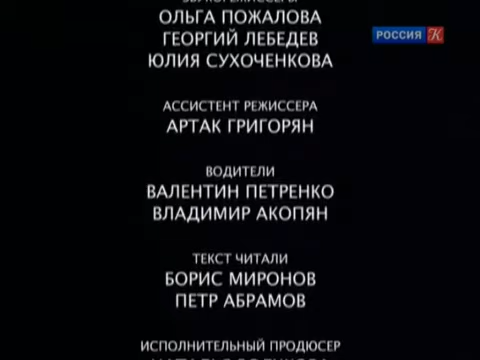 ЗВУКОРЕЖИССЕРЫ
ОЛЬГА ПОЖАЛОВА
ГЕОРГИЙ ЛЕБЕДЕВ
ЮЛИЯ СУХОЧЕНКОВА
РОССИЯ К
АССИСТЕНТ РЕЖИССЕРА
АРТАК ГРИГОРЯН
ВОДИТЕЛИ
ВАЛЕНТИН ПЕТРЕНКО
ВЛАДИМИР АКОПЯН
ТЕКСТ ЧИТАЛИ
БОРИС МИРОНОВ
ПЕТР АБРАМОВ
ИСПОЛНИТЕЛЬНЫЙ ПРОДЮСЕР